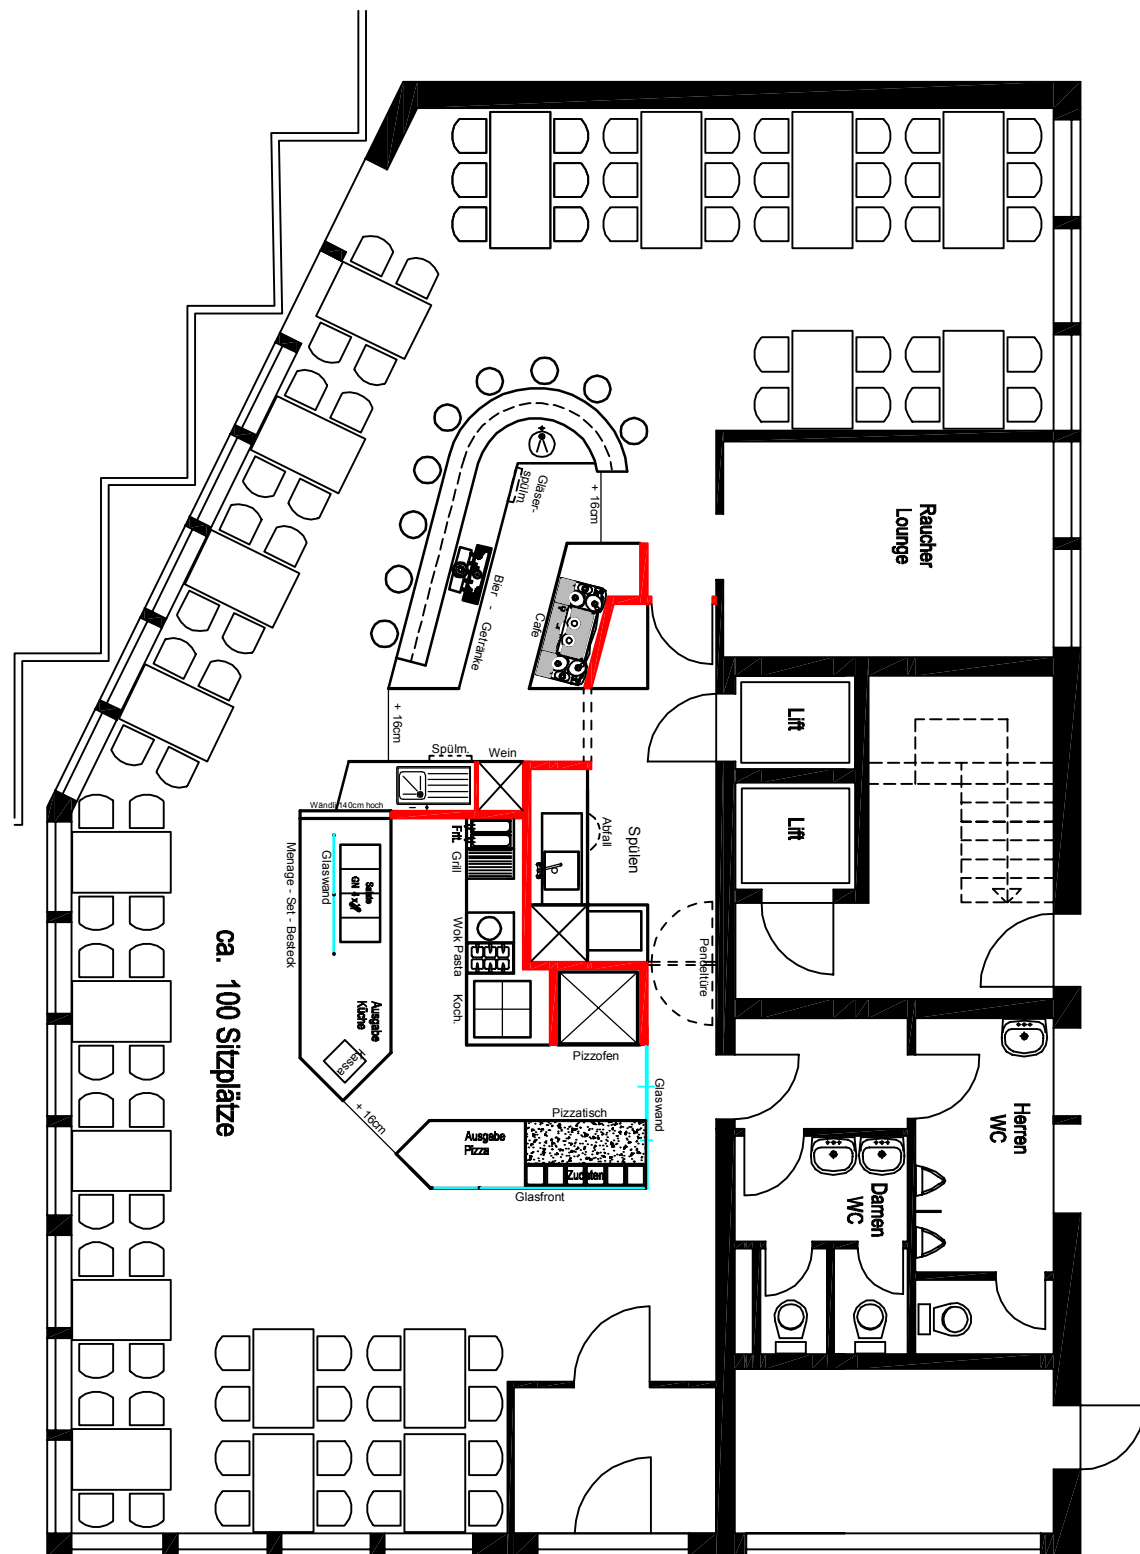 Raucher
Lounge
Gläser-
spülm.
+ 16cm
Bier - Getränke
Cafe
Lift
+ 16cm
Spülm.
Wein
Wändli 140cm hoch
Lift
Frit.
Grill
Abfall
Spülen
Menage - Set - Besteck
Glaswand
Wok Pasta
Pendeltüre
ca. 100 Sitzplätze
Ausgabe
Küche
Koch.
Kassa
Pizzofen
Glaswand
+ 16cm
Pizzatisch
Ausgabe
Pizza
Zutaten
Glasfront
Herren
WC
Damen
WC